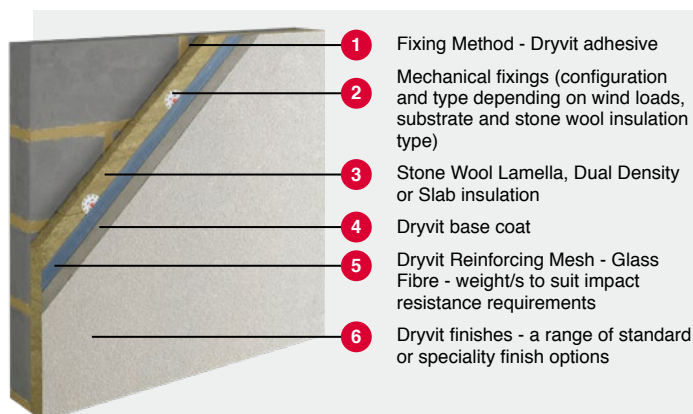 1 Fixing Method - Dryvit adhesive
2 Mechanical fixings (configuration
and type depending on wind loads,
substrate and stone wool insulation
type)
3 Stone Wool Lamella, Dual Density
or Slab insulation
4 Dryvit base coat
5 Dryvit Reinforcing Mesh - Glass
Fibre - weight/s to suit impact
resistance requirements
6 Dryvit finishes - a range of standard
or speciality finish options